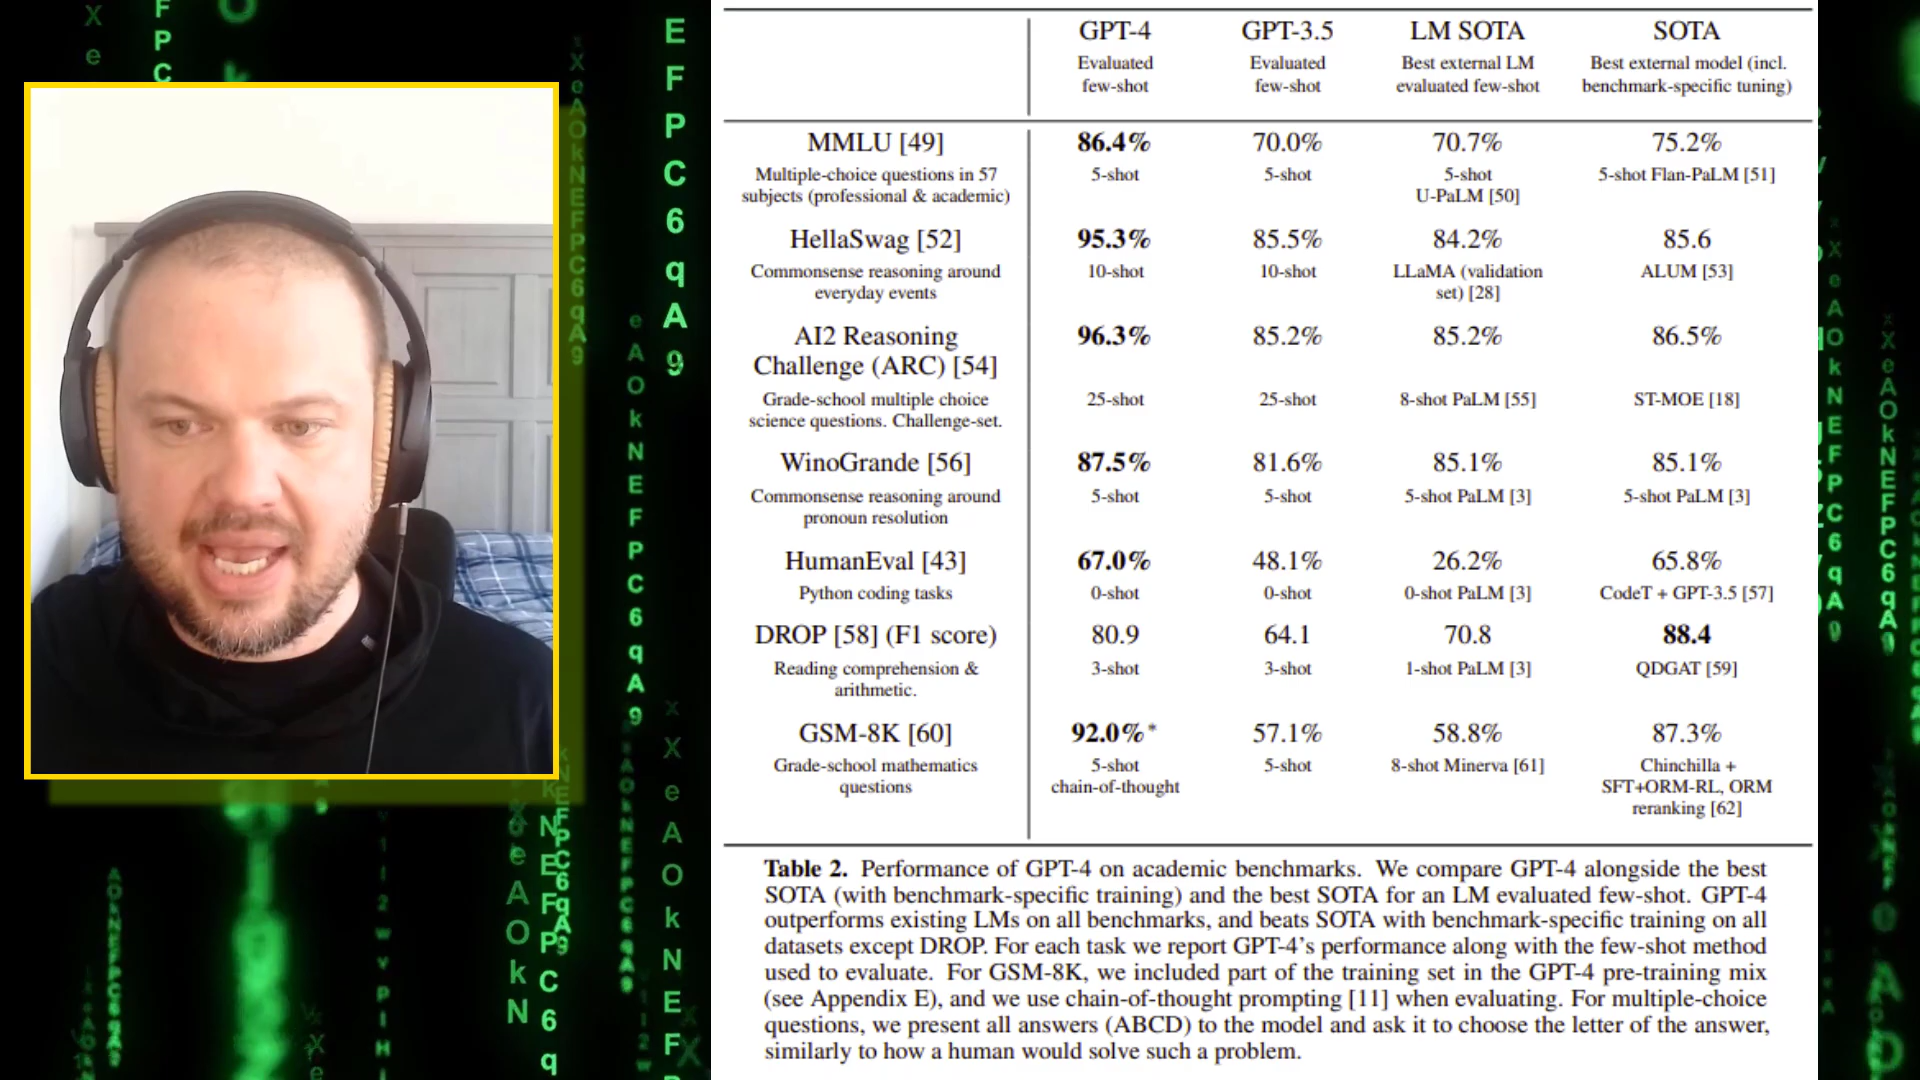 GPT-4 GPT-3.5 LM SOTA SOTA
Evaluated Evaluated Best external LM Best external model (incl.
few-shot few-shot evaluated few-shot benchmark-specific tuning)
MMLU [49] 86.4% 70.0% 70.7% 75.2%
Multiple-choice questions in 57 5-shot 5-shot 5-shot 5-shot Flan-PaLM [51]
subjects (professional & academic) U-PaLM [50]
HellaSwag [52] 95.3% 85.5% 84.2% 85.6
Commonsense reasoning around 10-shot 10-shot LLaMA (validation ALUM [53]
everyday events set) [28]
AI2 Reasoning 96.3% 85.2% 85.2% 86.5%
Challenge (ARC) [54]
Grade-school multiple choice 25-shot 25-shot 8-shot PaLM [55] ST-MOE [18]
science questions. Challenge-set.
WinoGrande [56] 87.5% 81.6% 85.1% 85.1%
Commonsense reasoning around 5-shot 5-shot 5-shot PaLM [3] 5-shot PaLM [3]
pronoun resolution
HumanEval [43] 67.0% 48.1% 26.2% 65.8%
Python coding tasks 0-shot 0-shot 0-shot PaLM [3] CodeT + GPT-3.5 [57]
DROP [58] (F1 score) 80.9 64.1 70.8 88.4
Reading comprehension & 3-shot 3-shot 1-shot PaLM [3] QDGAT [59]
arithmetic.
GSM-8K [60] 92.0%* 57.1% 58.8% 87.3%
Grade-school mathematics 5-shot 5-shot 8-shot Minerva [61] Chinchilla +
questions chain-of-thought SFT+ORM-RL, ORM
reranking [62]
Table 2. Performance of GPT-4 on academic benchmarks. We compare GPT-4 alongside the best
SOTA (with benchmark-specific training) and the best SOTA for an LM evaluated few-shot. GPT-4
outperforms existing LMs on all benchmarks, and beats SOTA with benchmark-specific training on all
datasets except DROP. For each task we report GPT-4's performance along with the few-shot method
used to evaluate. For GSM-8K, we included part of the training set in the GPT-4 pre-training mix
(see Appendix E), and we use chain-of-thought prompting [11] when evaluating. For multiple-choice
questions, we present all answers (ABCD) to the model and ask it to choose the letter of the answer,
similarly to how a human would solve such a problem.